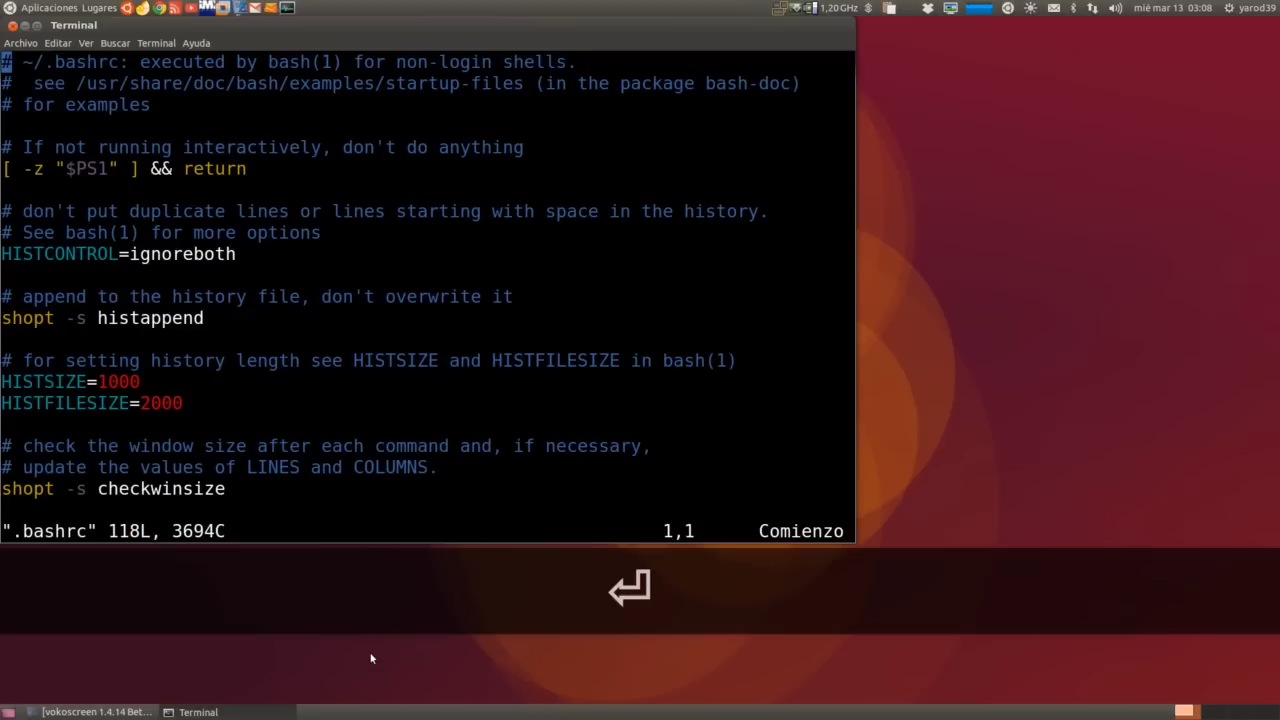 Aplicaciones Lugares
1,20GHz
mié mar 13 03:08
yarod39
Terminal
Archivo Editar Ver Buscar Terminal Ayuda
# ~/.bashrc: executed by bash(1) for non-login shells.
#  see /usr/share/doc/bash/examples/startup-files (in the package bash-doc)
# for examples
# If not running interactively, don't do anything
[ -z "$PS1" ] && return
# don't put duplicate lines or lines starting with space in the history.
# See bash(1) for more options
HISTCONTROL=ignoreboth
# append to the history file, don't overwrite it
shopt -s histappend
# for setting history length see HISTSIZE and HISTFILESIZE in bash(1)
HISTSIZE=1000
HISTFILESIZE=2000
# check the window size after each command and, if necessary,
# update the values of LINES and COLUMNS.
shopt -s checkwinsize
".bashrc" 118L, 3694C 1,1 Comienzo
[vokoscreen 1.4.14 Bet...
Terminal